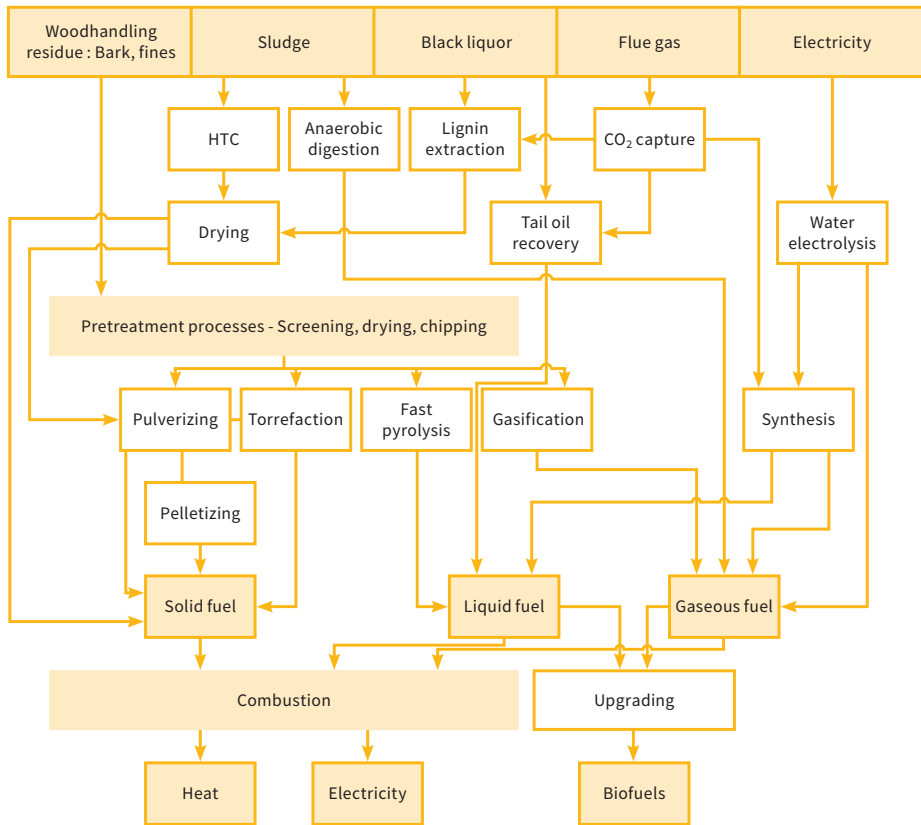 Woodhandling
residue : Bark, fines
Sludge
Black liquor
Flue gas
Electricity
HTC
Anaerobic
digestion
Lignin
extraction
CO₂ capture
Drying
Tail oil
recovery
Water
electrolysis
Pretreatment processes - Screening, drying, chipping
Pulverizing
Torrefaction
Fast
pyrolysis
Gasification
Synthesis
Pelletizing
Solid fuel
Liquid fuel
Gaseous fuel
Combustion
Upgrading
Heat
Electricity
Biofuels